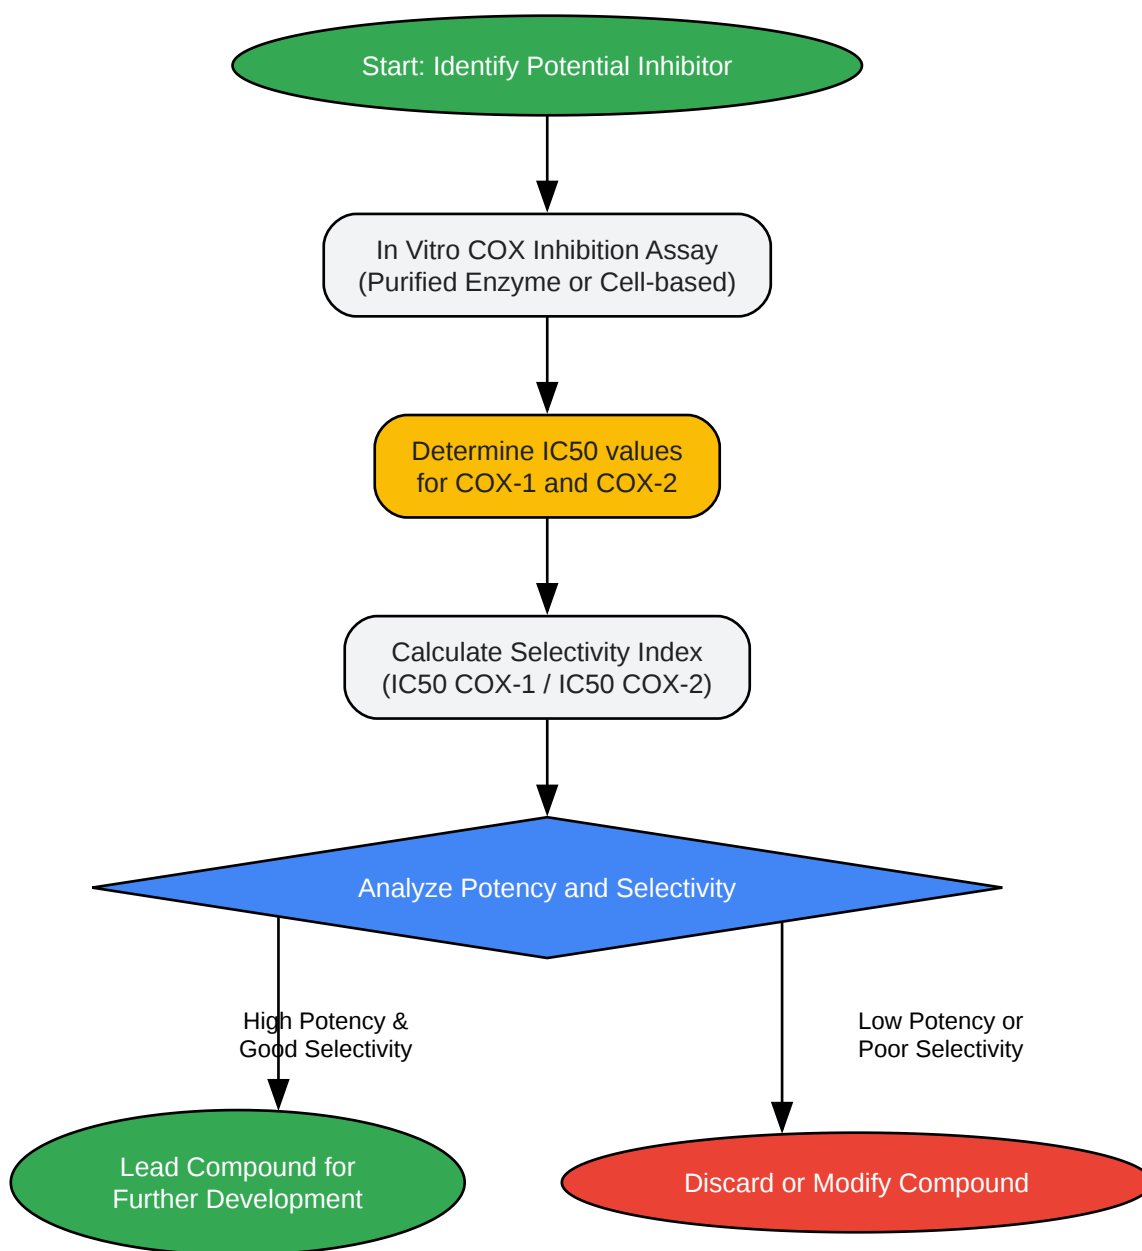 Start: Identify Potential Inhibitor
In Vitro COX Inhibition Assay
(Purified Enzyme or Cell-based)
Determine IC50 values
for COX-1 and COX-2
Calculate Selectivity Index
(IC50 COX-1 / IC50 COX-2)
Analyze Potency and Selectivity
High Potency &
Good Selectivity
Low Potency or
Poor Selectivity
Lead Compound for
Further Development
Discard or Modify Compound